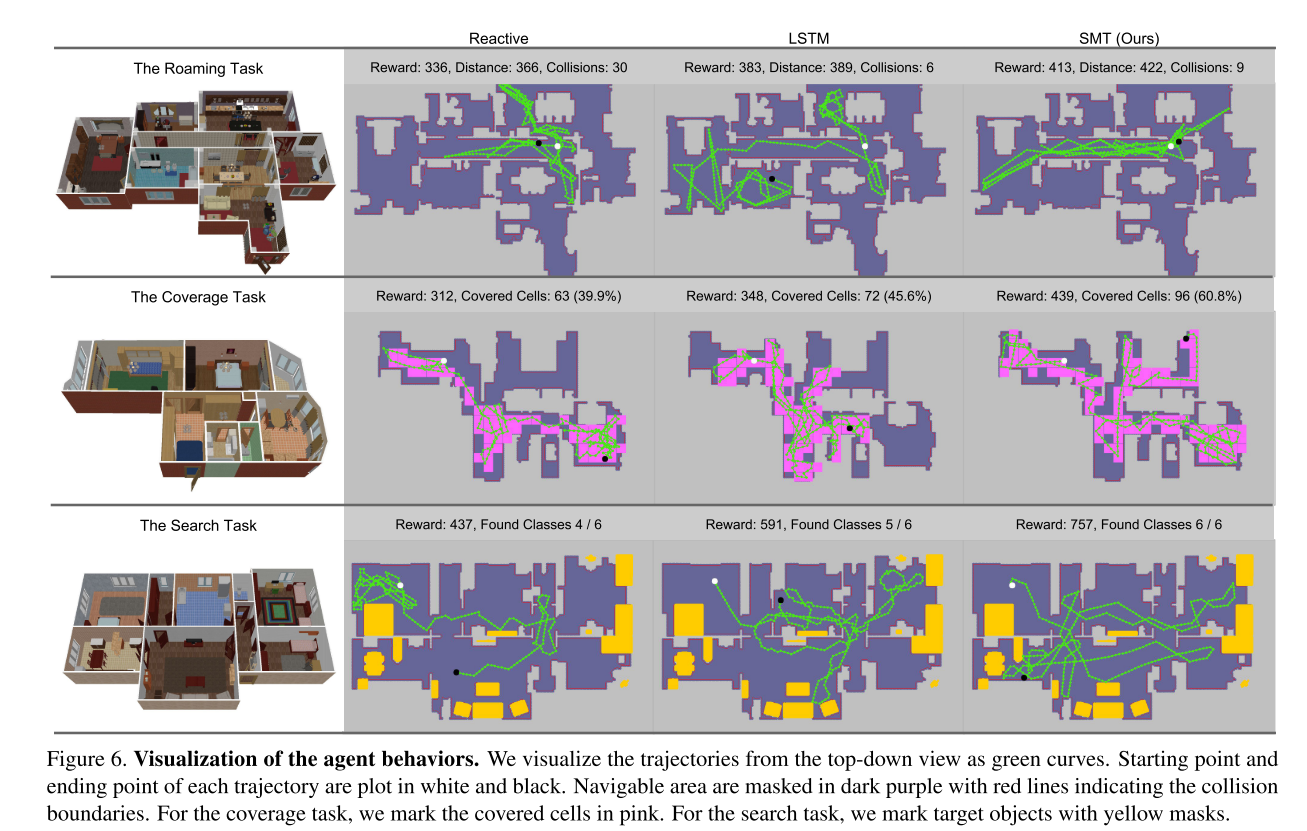 Reactive LSTM SMT (Ours)
The Roaming Task Reward: 336, Distance: 366, Collisions: 30 Reward: 383, Distance: 389, Collisions: 6 Reward: 413, Distance: 422, Collisions: 9
The Coverage Task Reward: 312, Covered Cells: 63 (39.9%) Reward: 348, Covered Cells: 72 (45.6%) Reward: 439, Covered Cells: 96 (60.8%)
The Search Task Reward: 437, Found Classes 4 / 6 Reward: 591, Found Classes 5 / 6 Reward: 757, Found Classes 6 / 6
Figure 6. Visualization of the agent behaviors. We visualize the trajectories from the top-down view as green curves. Starting point and
ending point of each trajectory are plot in white and black. Navigable area are masked in dark purple with red lines indicating the collision
boundaries. For the coverage task, we mark the covered cells in pink. For the search task, we mark target objects with yellow masks.